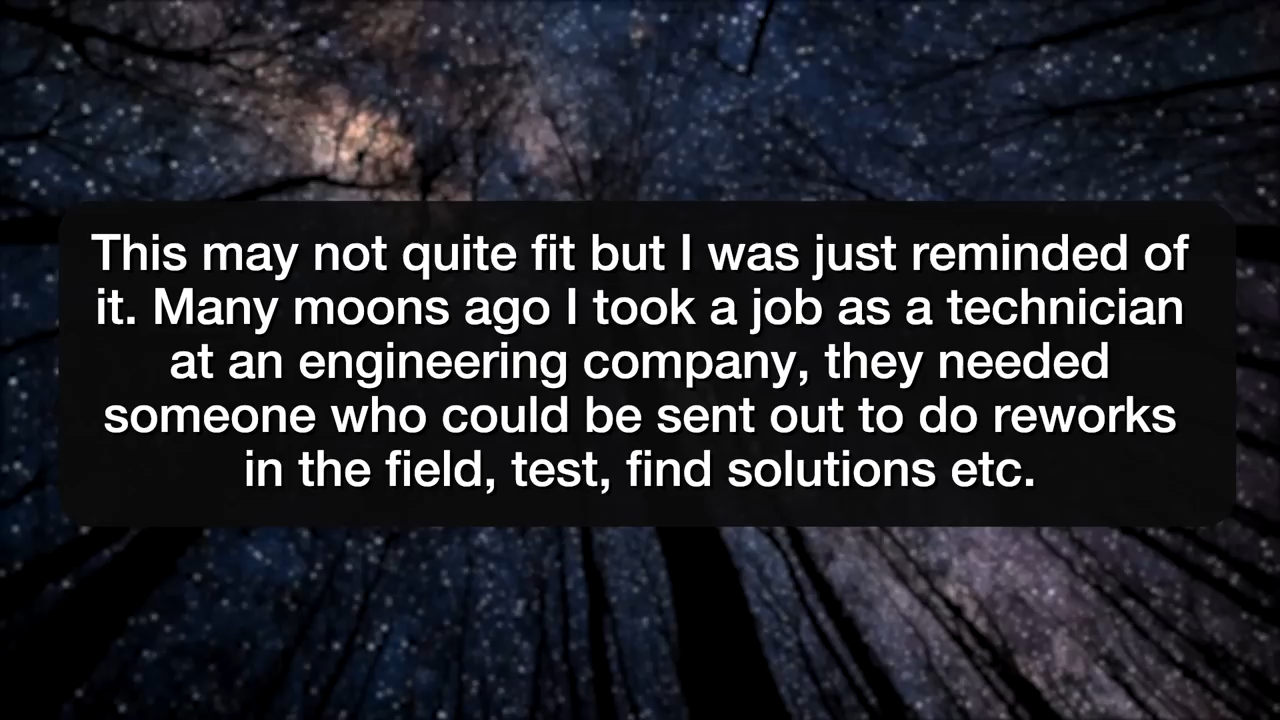 This may not quite fit but I was just reminded of
it. Many moons ago I took a job as a technician
at an engineering company, they needed
someone who could be sent out to do reworks
in the field, test, find solutions etc.